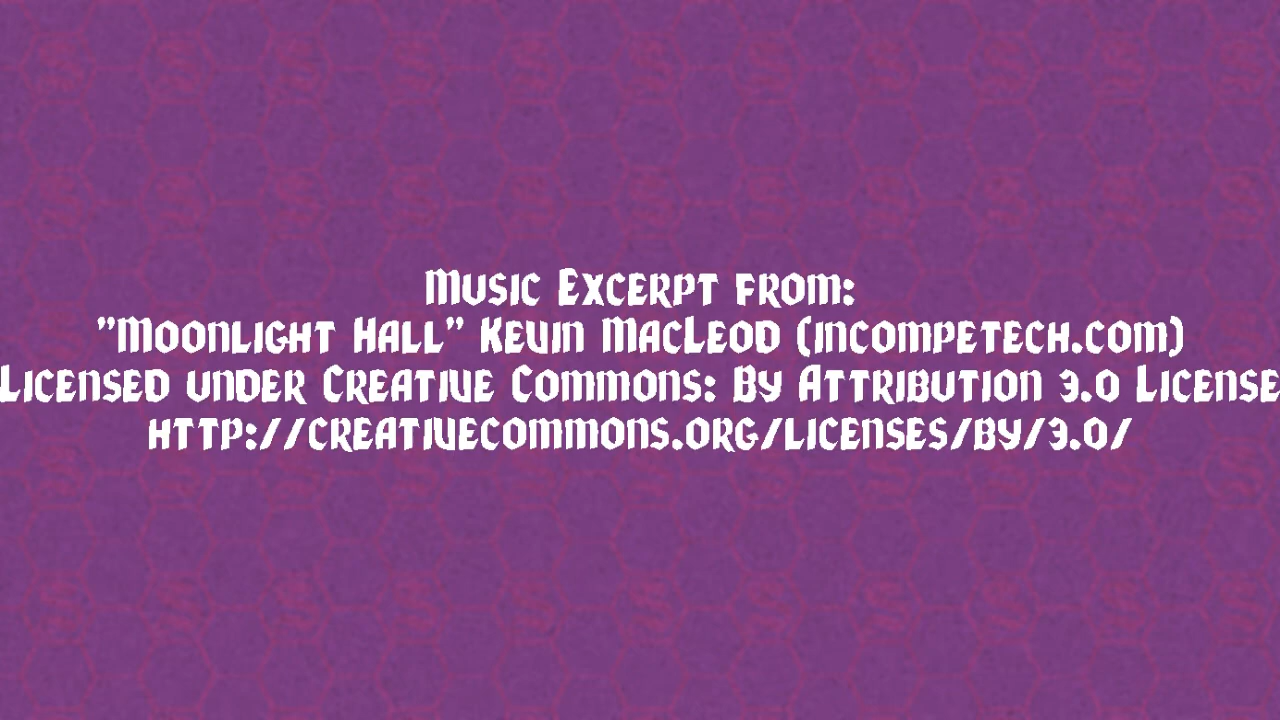 Music Excerpt from:
"Moonlight Hall" Kevin MacLeod (incompetech.com)
Licensed under Creative Commons: By Attribution 3.0 License
http://creativecommons.org/licenses/by/3.0/